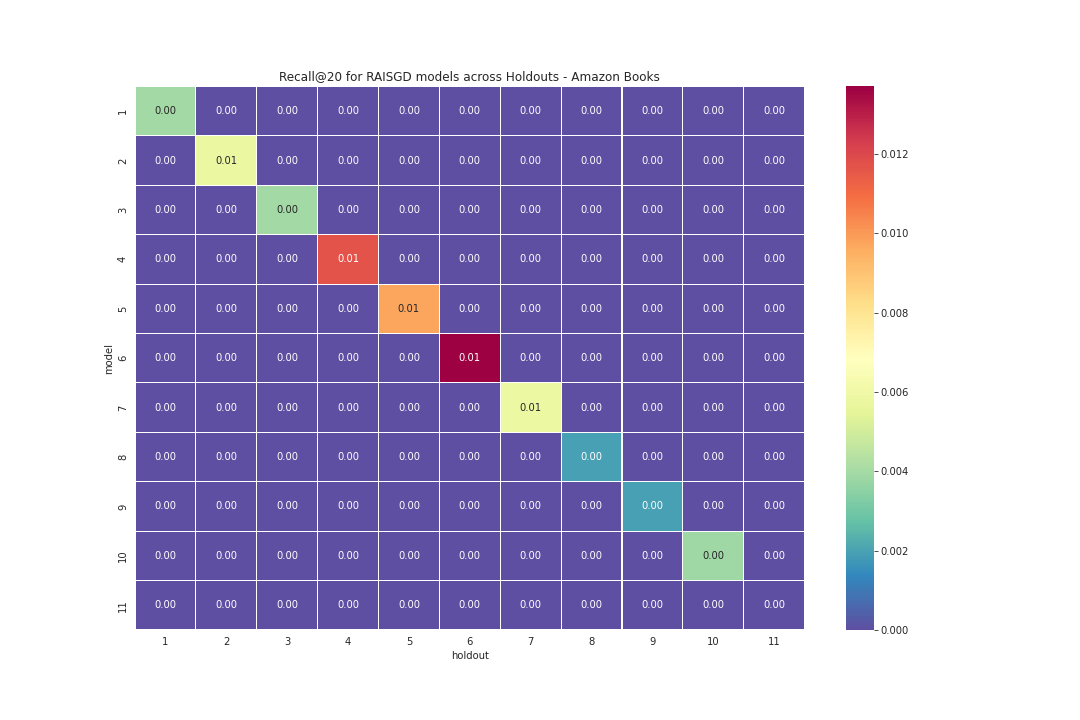 Recall@20 for RAISGD models across Holdouts - Amazon Books
1 0.00 0.00 0.00 0.00 0.00 0.00 0.00 0.00 0.00 0.00 0.00
2 0.00 0.01 0.00 0.00 0.00 0.00 0.00 0.00 0.00 0.00 0.00
3 0.00 0.00 0.00 0.00 0.00 0.00 0.00 0.00 0.00 0.00 0.00
4 0.00 0.00 0.00 0.01 0.00 0.00 0.00 0.00 0.00 0.00 0.00
5 0.00 0.00 0.00 0.00 0.01 0.00 0.00 0.00 0.00 0.00 0.00
6 0.00 0.00 0.00 0.00 0.00 0.01 0.00 0.00 0.00 0.00 0.00
7 0.00 0.00 0.00 0.00 0.00 0.00 0.01 0.00 0.00 0.00 0.00
8 0.00 0.00 0.00 0.00 0.00 0.00 0.00 0.00 0.00 0.00 0.00
9 0.00 0.00 0.00 0.00 0.00 0.00 0.00 0.00 0.00 0.00 0.00
10 0.00 0.00 0.00 0.00 0.00 0.00 0.00 0.00 0.00 0.00 0.00
11 0.00 0.00 0.00 0.00 0.00 0.00 0.00 0.00 0.00 0.00 0.00
1 2 3 4 5 6 7 8 9 10 11
holdout
model
0.012
0.010
0.008
0.006
0.004
0.002
0.000